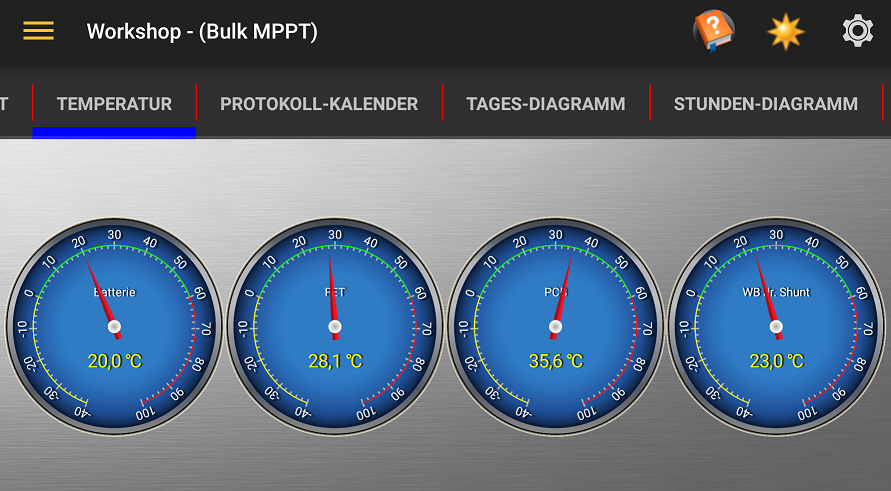 Workshop - (Bulk MPPT)
T
TEMPERATUR
PROTOKOLL-KALENDER
TAGES-DIAGRAMM
STUNDEN-DIAGRAMM
-40 -30 -20 -10 0 10 20 30 40 50 60 70 80 90 100
Batterie
20,0 °C
-40 -30 -20 -10 0 10 20 30 40 50 60 70 80 90 100
FET
28,1 °C
-40 -30 -20 -10 0 10 20 30 40 50 60 70 80 90 100
PCB
35,6 °C
-40 -30 -20 -10 0 10 20 30 40 50 60 70 80 90 100
WB Jr. Shunt
23,0 °C